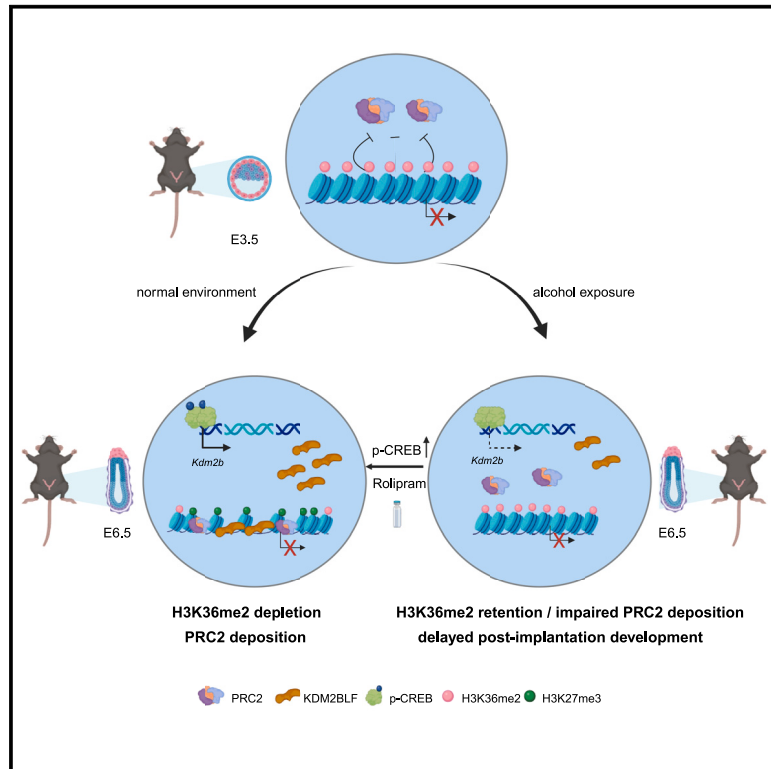 E3.5
normal environment
alcohol exposure
Kdm2b
p-CREB
Rolipram
Kdm2b
E6.5
E6.5
H3K36me2 depletion
PRC2 deposition
H3K36me2 retention / impaired PRC2 deposition
delayed post-implantation development
PRC2
KDM2BLF
p-CREB
H3K36me2
H3K27me3